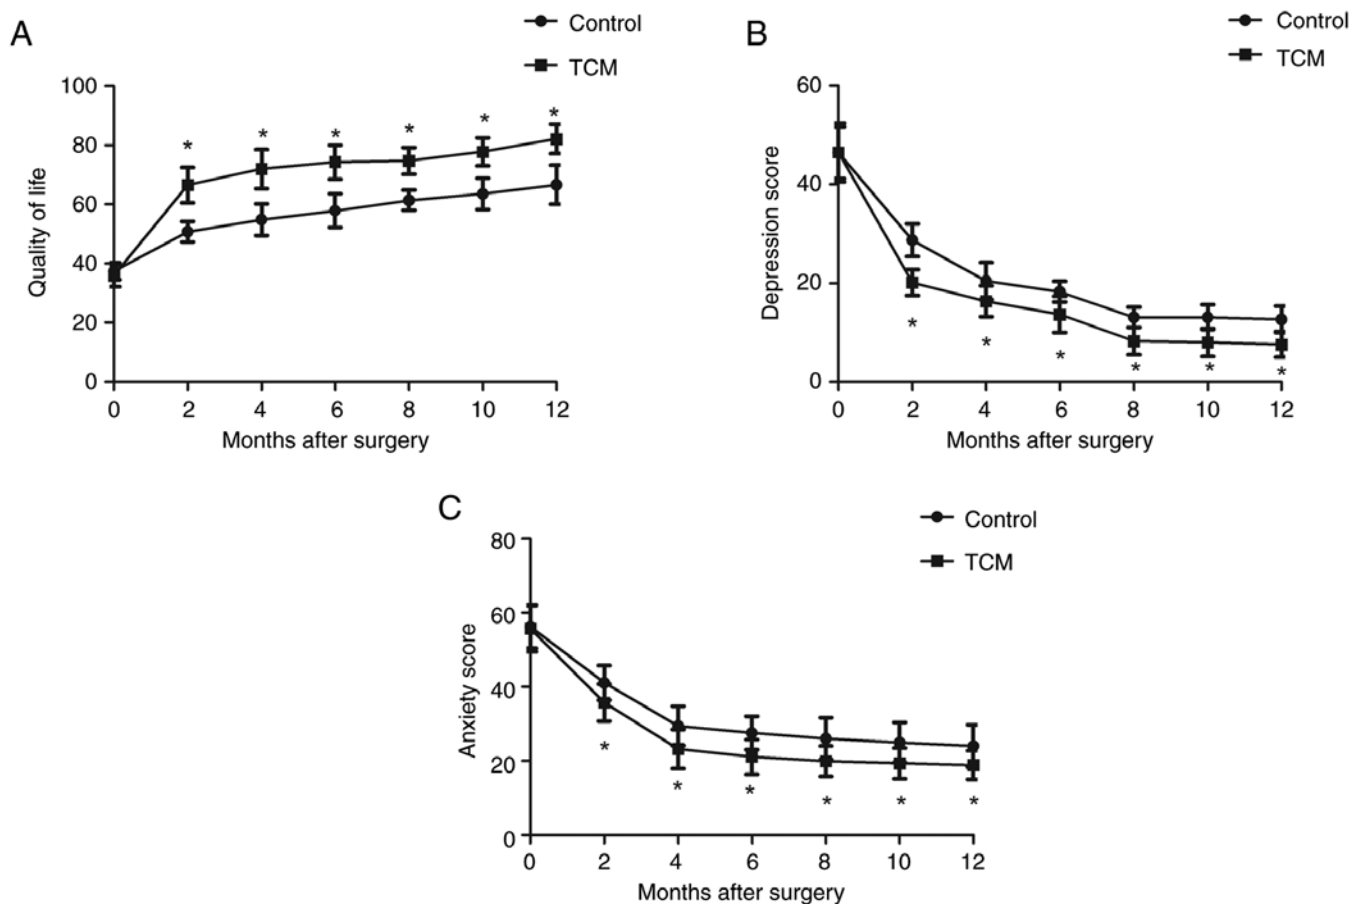 A
Control
TCM
100
80
60
40
20
0
Quality of life
* * * * * *
0 2 4 6 8 10 12
Months after surgery
B
Control
TCM
60
40
20
0
Depression score
* * * * * *
0 2 4 6 8 10 12
Months after surgery
C
Control
TCM
80
60
40
20
0
Anxiety score
* * * * * *
0 2 4 6 8 10 12
Months after surgery